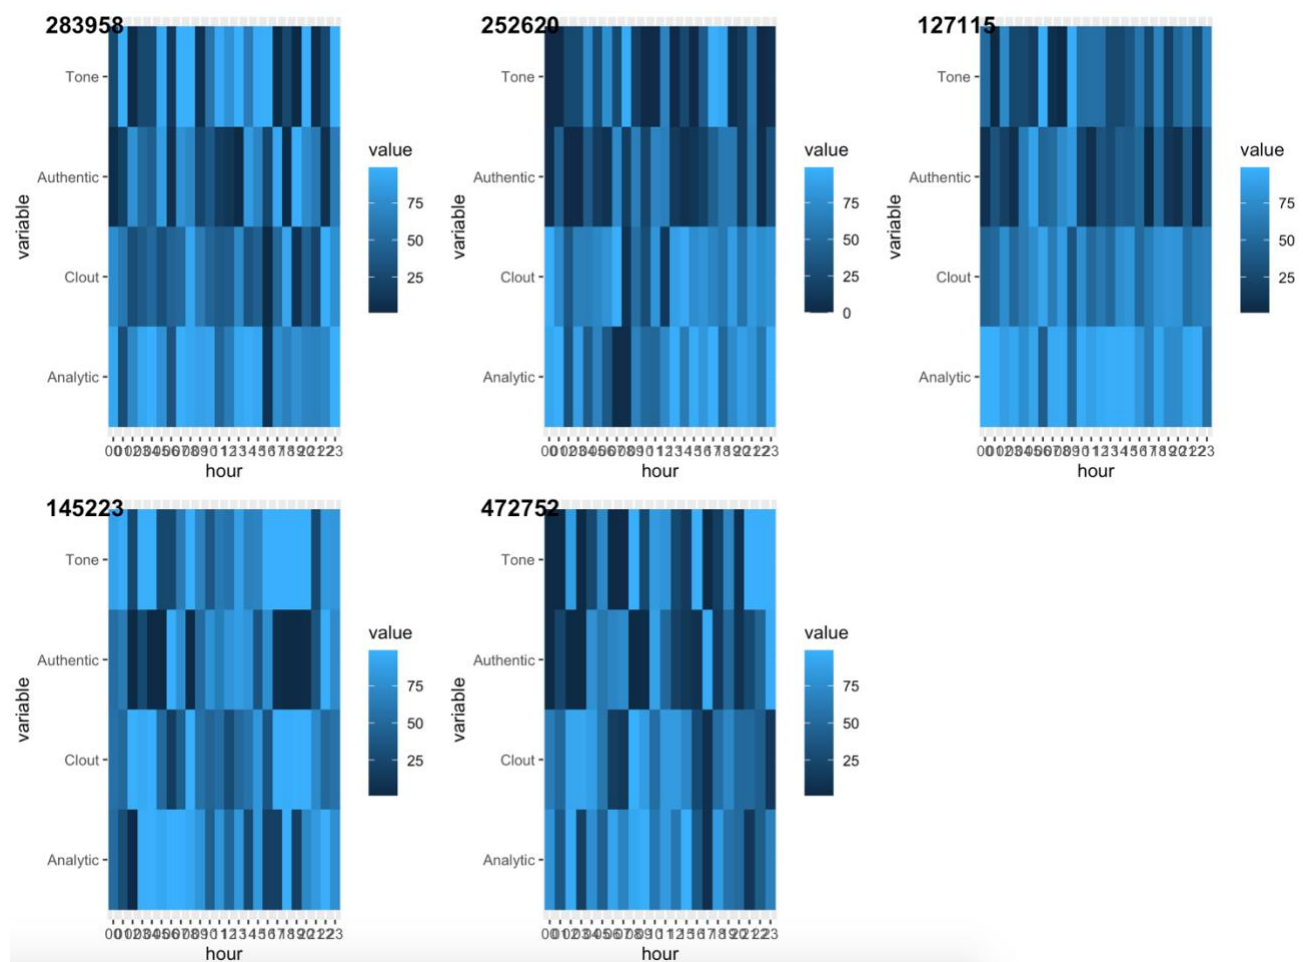 283958
Tone
Authentic
Clout
Analytic
variable
hour
value
75
50
25
252620
Tone
Authentic
Clout
Analytic
variable
hour
value
75
50
25
0
127115
Tone
Authentic
Clout
Analytic
variable
hour
value
75
50
25
145223
Tone
Authentic
Clout
Analytic
variable
hour
value
75
50
25
472752
Tone
Authentic
Clout
Analytic
variable
hour
value
75
50
25